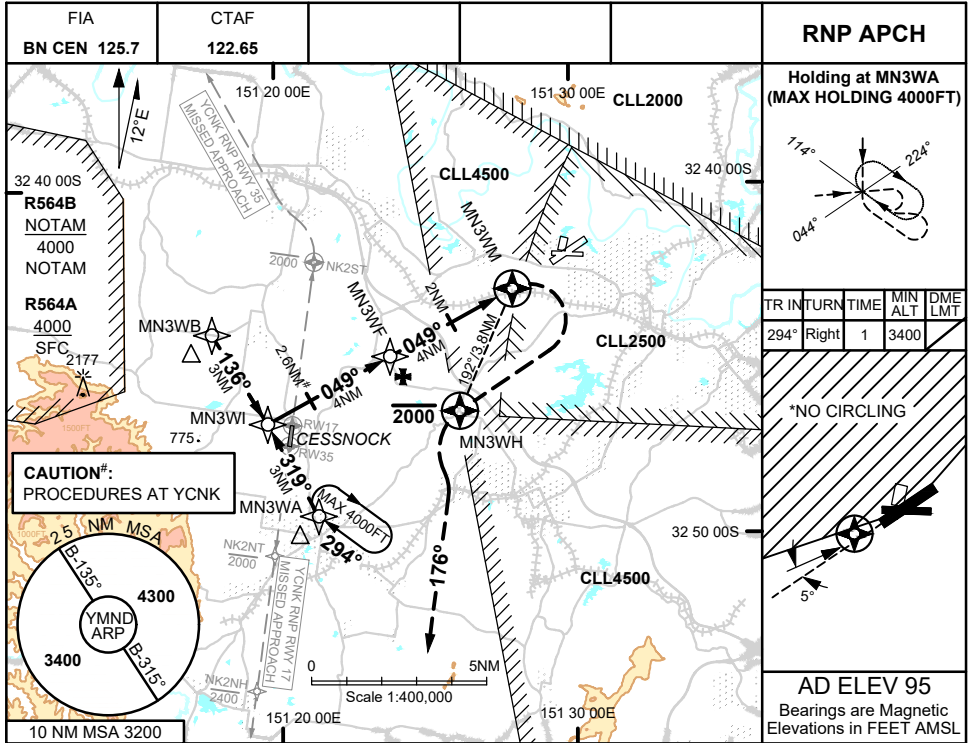 FIA
BN CEN 125.7
CTAF
122.65
RNP APCH
151 20 00E
151 30 00E
CLL2000
12°E
YCNK RNP RWY 35
MISSED APPROACH
32 40 00S
CLL4500
R564B
NOTAM
4000
NOTAM
R564A
4000
SFC
2177
1500FT
MN3WM
2000
NK2ST
MN3WF
2NM
MN3WB
049°
4NM
192°/3.8NM
CLL2500
136°
3NM
2.6NM#
049°
4NM
2000
MN3WI
MN3WH
RW17
CESSNOCK
RW35
775.
319°
3NM
CAUTION#:
PROCEDURES AT YCNK
MN3WA
MAX 4000FT
294°
32 50 00S
1000FT
25 NM MSA
B-135°
4300
YMND
ARP
3400
B-315°
NK2NT
2000
YCNK RNP RWY 17
MISSED APPROACH
176°
CLL4500
NK2NH
2400
0
5NM
Scale 1:400,000
151 20 00E
151 30 00E
10 NM MSA 3200
Holding at MN3WA
(MAX HOLDING 4000FT)
114°
224°
044°
TR IN TURN TIME MIN ALT DME LMT
294° Right 1 3400
*NO CIRCLING
5°
AD ELEV 95
Bearings are Magnetic
Elevations in FEET AMSL